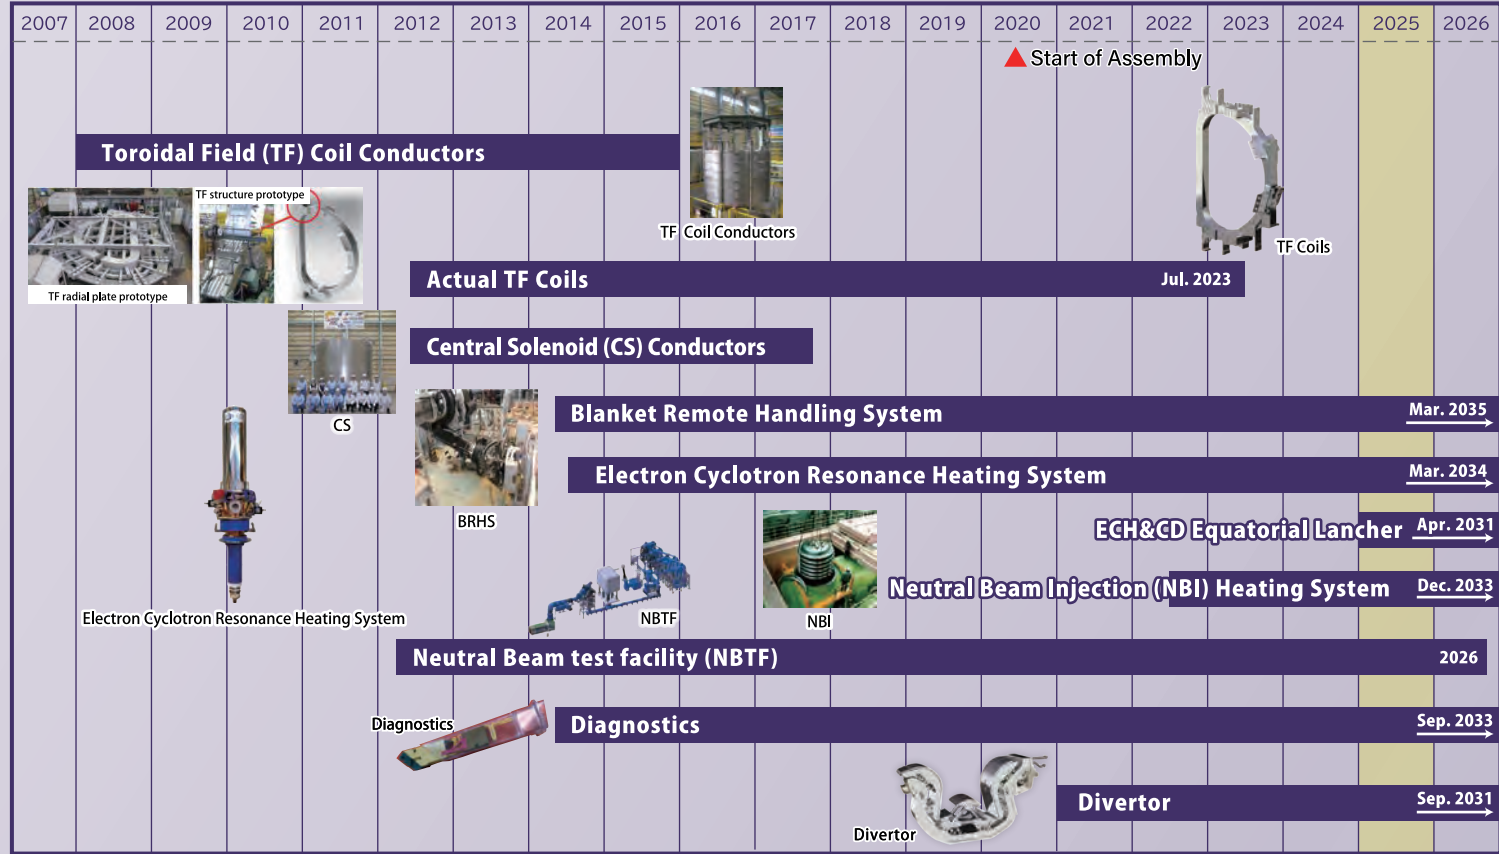 2007 2008 2009 2010 2011 2012 2013 2014 2015 2016 2017 2018 2019 2020 2021 2022 2023 2024 2025 2026
Start of Assembly
Toroidal Field (TF) Coil Conductors
TF structure prototype
TF Coil Conductors
TF Coils
TF radial plate prototype
Actual TF Coils
Jul. 2023
Central Solenoid (CS) Conductors
CS
Blanket Remote Handling System
Mar. 2035
Electron Cyclotron Resonance Heating System
Mar. 2034
BRHS
ECH&CD Equatorial Lancher
Apr. 2031
Neutral Beam Injection (NBI) Heating System
Dec. 2033
Electron Cyclotron Resonance Heating System
NBTF
NBI
Neutral Beam test facility (NBTF)
2026
Diagnostics
Diagnostics
Sep. 2033
Divertor
Sep. 2031
Divertor